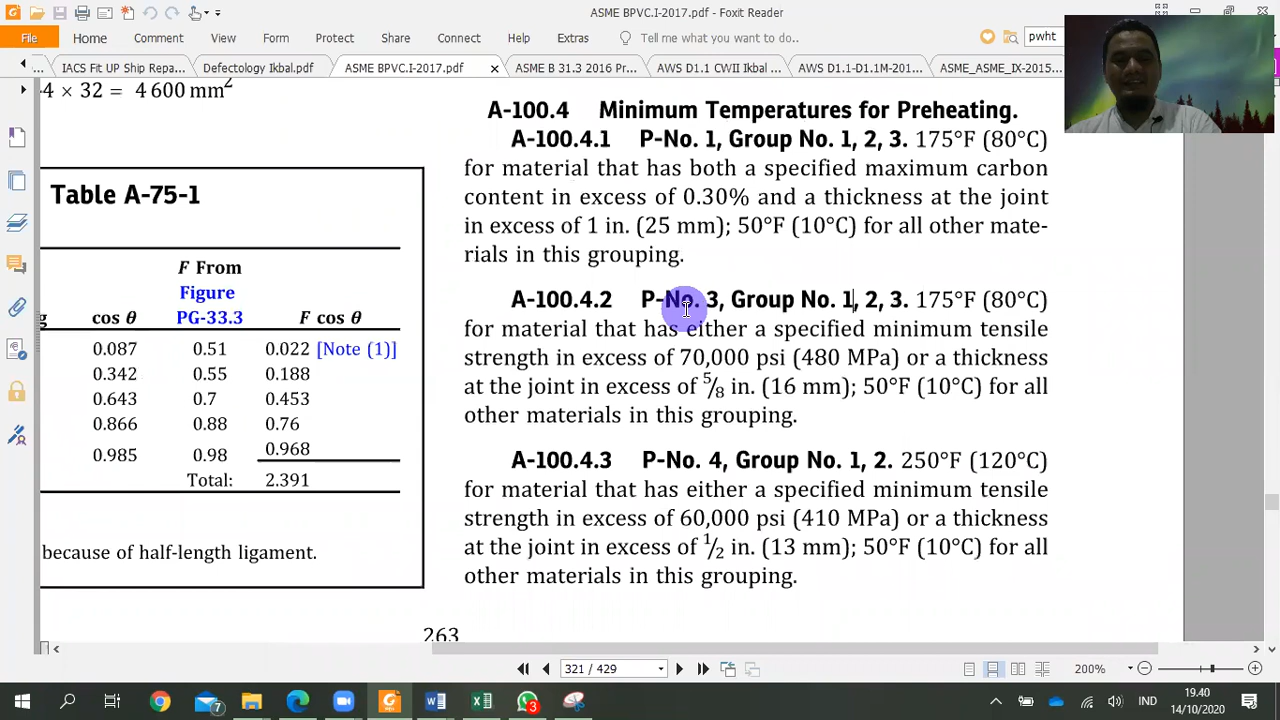 ASME BPVC.I-2017.pdf - Foxit Reader
File
Home
Comment
View
Form
Protect
Share
Connect
Help
Extras
Tell me what you want to do..
pwht
IACS Fit UP Ship Repa...
Defectology Ikbal.pdf
ASME BPVC.I-2017.pdf
ASME B 31.3 2016 Pr...
AWS D1.1 CWII Ikbal ...
AWS D1.1-D1.1M-201...
ASME_ASME_IX-2015...
4 × 32 = 4 600 mm²
Table A-75-1
F From
Figure
cos θ PG-33.3 F cos θ
0.087 0.51 0.022 [Note (1)]
0.342 0.55 0.188
0.643 0.7 0.453
0.866 0.88 0.76
0.985 0.98 0.968
Total: 2.391
because of half-length ligament.
A-100.4 Minimum Temperatures for Preheating.
A-100.4.1 P-No. 1, Group No. 1, 2, 3. 175°F (80°C)
for material that has both a specified maximum carbon
content in excess of 0.30% and a thickness at the joint
in excess of 1 in. (25 mm); 50°F (10°C) for all other mate-
rials in this grouping.
A-100.4.2 P-No. 3, Group No. 1, 2, 3. 175°F (80°C)
for material that has either a specified minimum tensile
strength in excess of 70,000 psi (480 MPa) or a thickness
at the joint in excess of 5/8 in. (16 mm); 50°F (10°C) for all
other materials in this grouping.
A-100.4.3 P-No. 4, Group No. 1, 2. 250°F (120°C)
for material that has either a specified minimum tensile
strength in excess of 60,000 psi (410 MPa) or a thickness
at the joint in excess of 1/2 in. (13 mm); 50°F (10°C) for all
other materials in this grouping.
263
321 / 429
200%
7
3
IND
19.40
14/10/2020